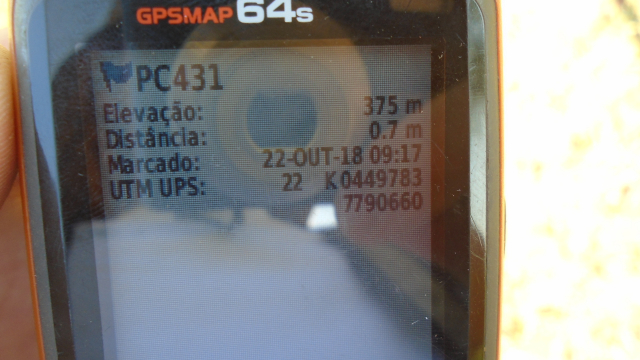 GPSMAP 64s
PC431
Elevação: 375 m
Distância: 0.7 m
Marcado: 22-OUT-18 09:17
UTM UPS: 22 K0449783
7790660